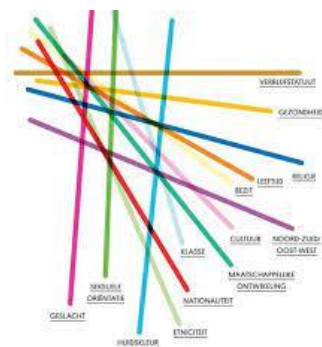 VERBLIJFSTATUUT
GEZONDHEID
RELIGIE
LEEFTIJD
BEZIT
CULTUUR
NOORD-ZUID/
OOST-WEST
KLASSE
MAATSCHAPPELIJKE
ONTWIKKELING
SEKSUELE
ORIËNTATIE
NATIONALITEIT
GESLACHT
ETNICITEIT
HUIDSKLEUR